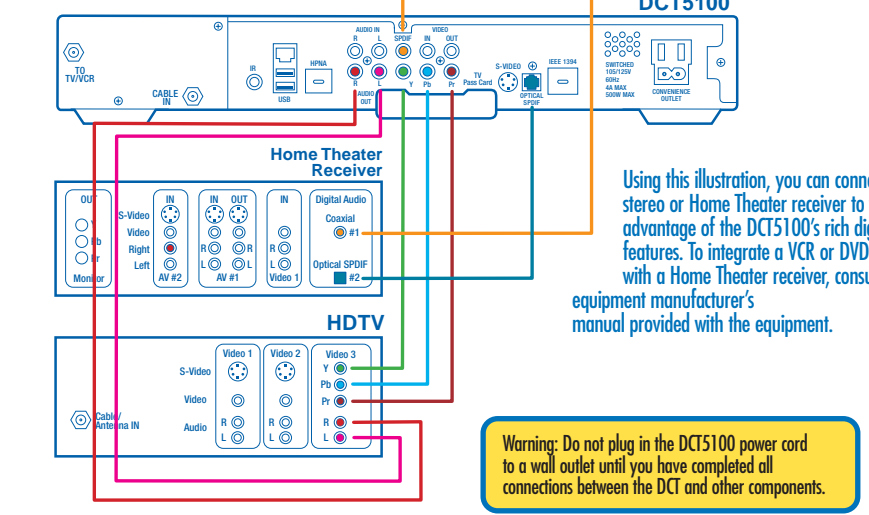 DCT5100
AUDIO IN
VIDEO
R L SPDIF IN OUT
TO
TV/VCR
CABLE
IN
IR
USB
HPNA
R L Y Pb Pr
AUDIO
OUT
TV
Pass Card
S-VIDEO
OPTICAL
SPDIF
IEEE 1394
SWITCHED
105/125V
60Hz
4A MAX
500W MAX
CONVENIENCE
OUTLET
Home Theater
Receiver
OUT
Y
Pb
Pr
Monitor
S-Video
Video
Right
Left
IN
AV #2
IN OUT
R R
L L
AV #1
IN
R
L
Video 1
Digital Audio
Coaxial
#1
Optical SPDIF
#2
Using this illustration, you can
stereo or Home Theater receiver to
advantage of the DCT5100's rich
features. To integrate a VCR or DVD
with a Home Theater receiver,
equipment manufacturer's
manual provided with the equipment.
HDTV
Cable/
Antenna IN
S-Video
Video
Audio
Video 1
R
L
Video 2
R
L
Video 3
Y
Pb
Pr
R
L
Warning: Do not plug in the DCT5100 power cord
to a wall outlet until you have completed all
connections between the DCT and other components.